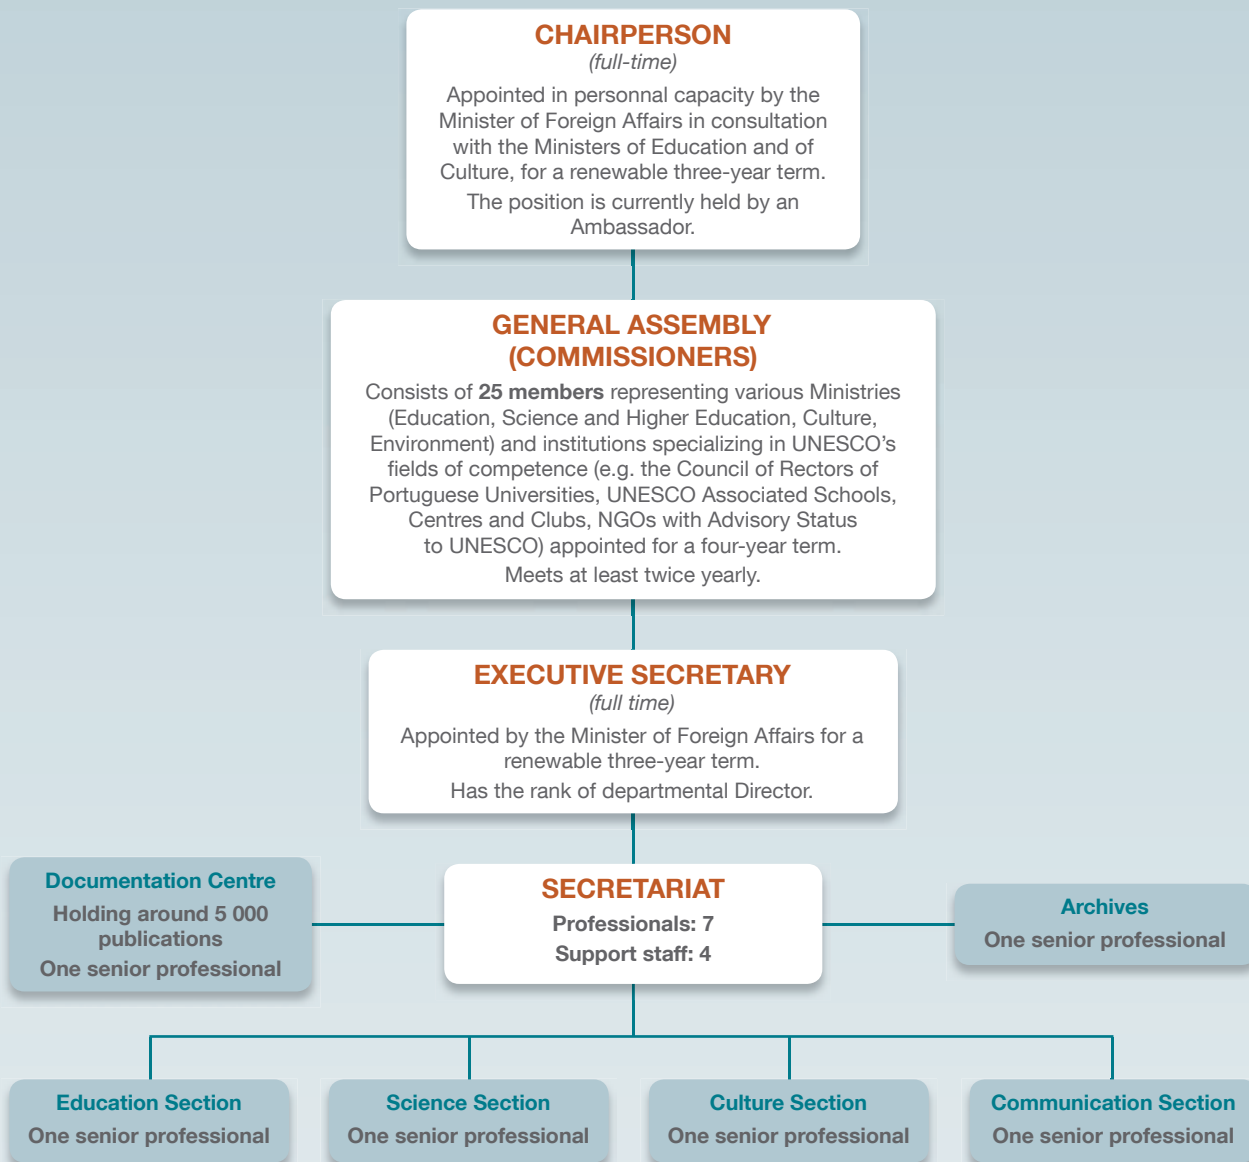 CHAIRPERSON
(full-time)
Appointed in personnal capacity by the
Minister of Foreign Affairs in consultation
with the Ministers of Education and of
Culture, for a renewable three-year term.
The position is currently held by an
Ambassador.
GENERAL ASSEMBLY
(COMMISSIONERS)
Consists of 25 members representing various Ministries
(Education, Science and Higher Education, Culture,
Environment) and institutions specializing in UNESCO’s
fields of competence (e.g. the Council of Rectors of
Portuguese Universities, UNESCO Associated Schools,
Centres and Clubs, NGOs with Advisory Status
to UNESCO) appointed for a four-year term.
Meets at least twice yearly.
EXECUTIVE SECRETARY
(full time)
Appointed by the Minister of Foreign Affairs for a
renewable three-year term.
Has the rank of departmental Director.
Documentation Centre
Holding around 5 000
publications
One senior professional
SECRETARIAT
Professionals: 7
Support staff: 4
Archives
One senior professional
Education Section
One senior professional
Science Section
One senior professional
Culture Section
One senior professional
Communication Section
One senior professional